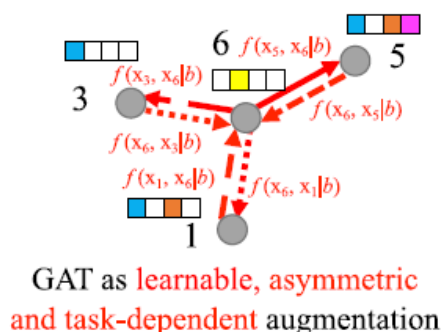 6
5
f(x₅, x₆|b)
3
f(x₃, x₆|b)
f(x₆, x₅|b)
f(x₆, x₃|b)
f(x₁, x₆|b)
f(x₆, x₁|b)
1
GAT as learnable, asymmetric
and task-dependent augmentation